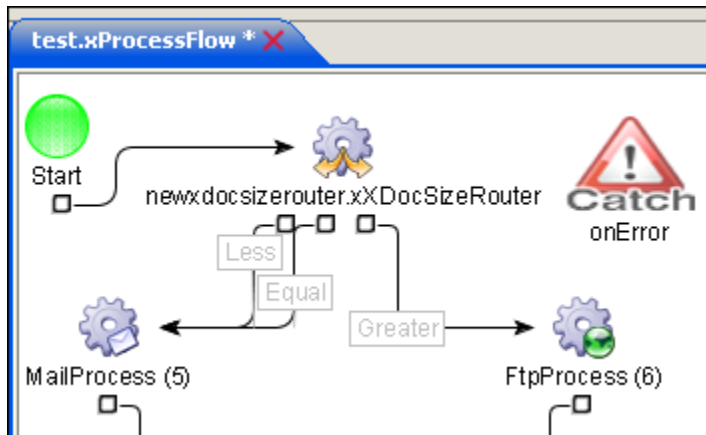 test.xProcessFlow *
Start
newxdocsizerouter.xXDocSizeRouter
Catch
onError
Less
Equal
Greater
MailProcess (5)
FtpProcess (6)